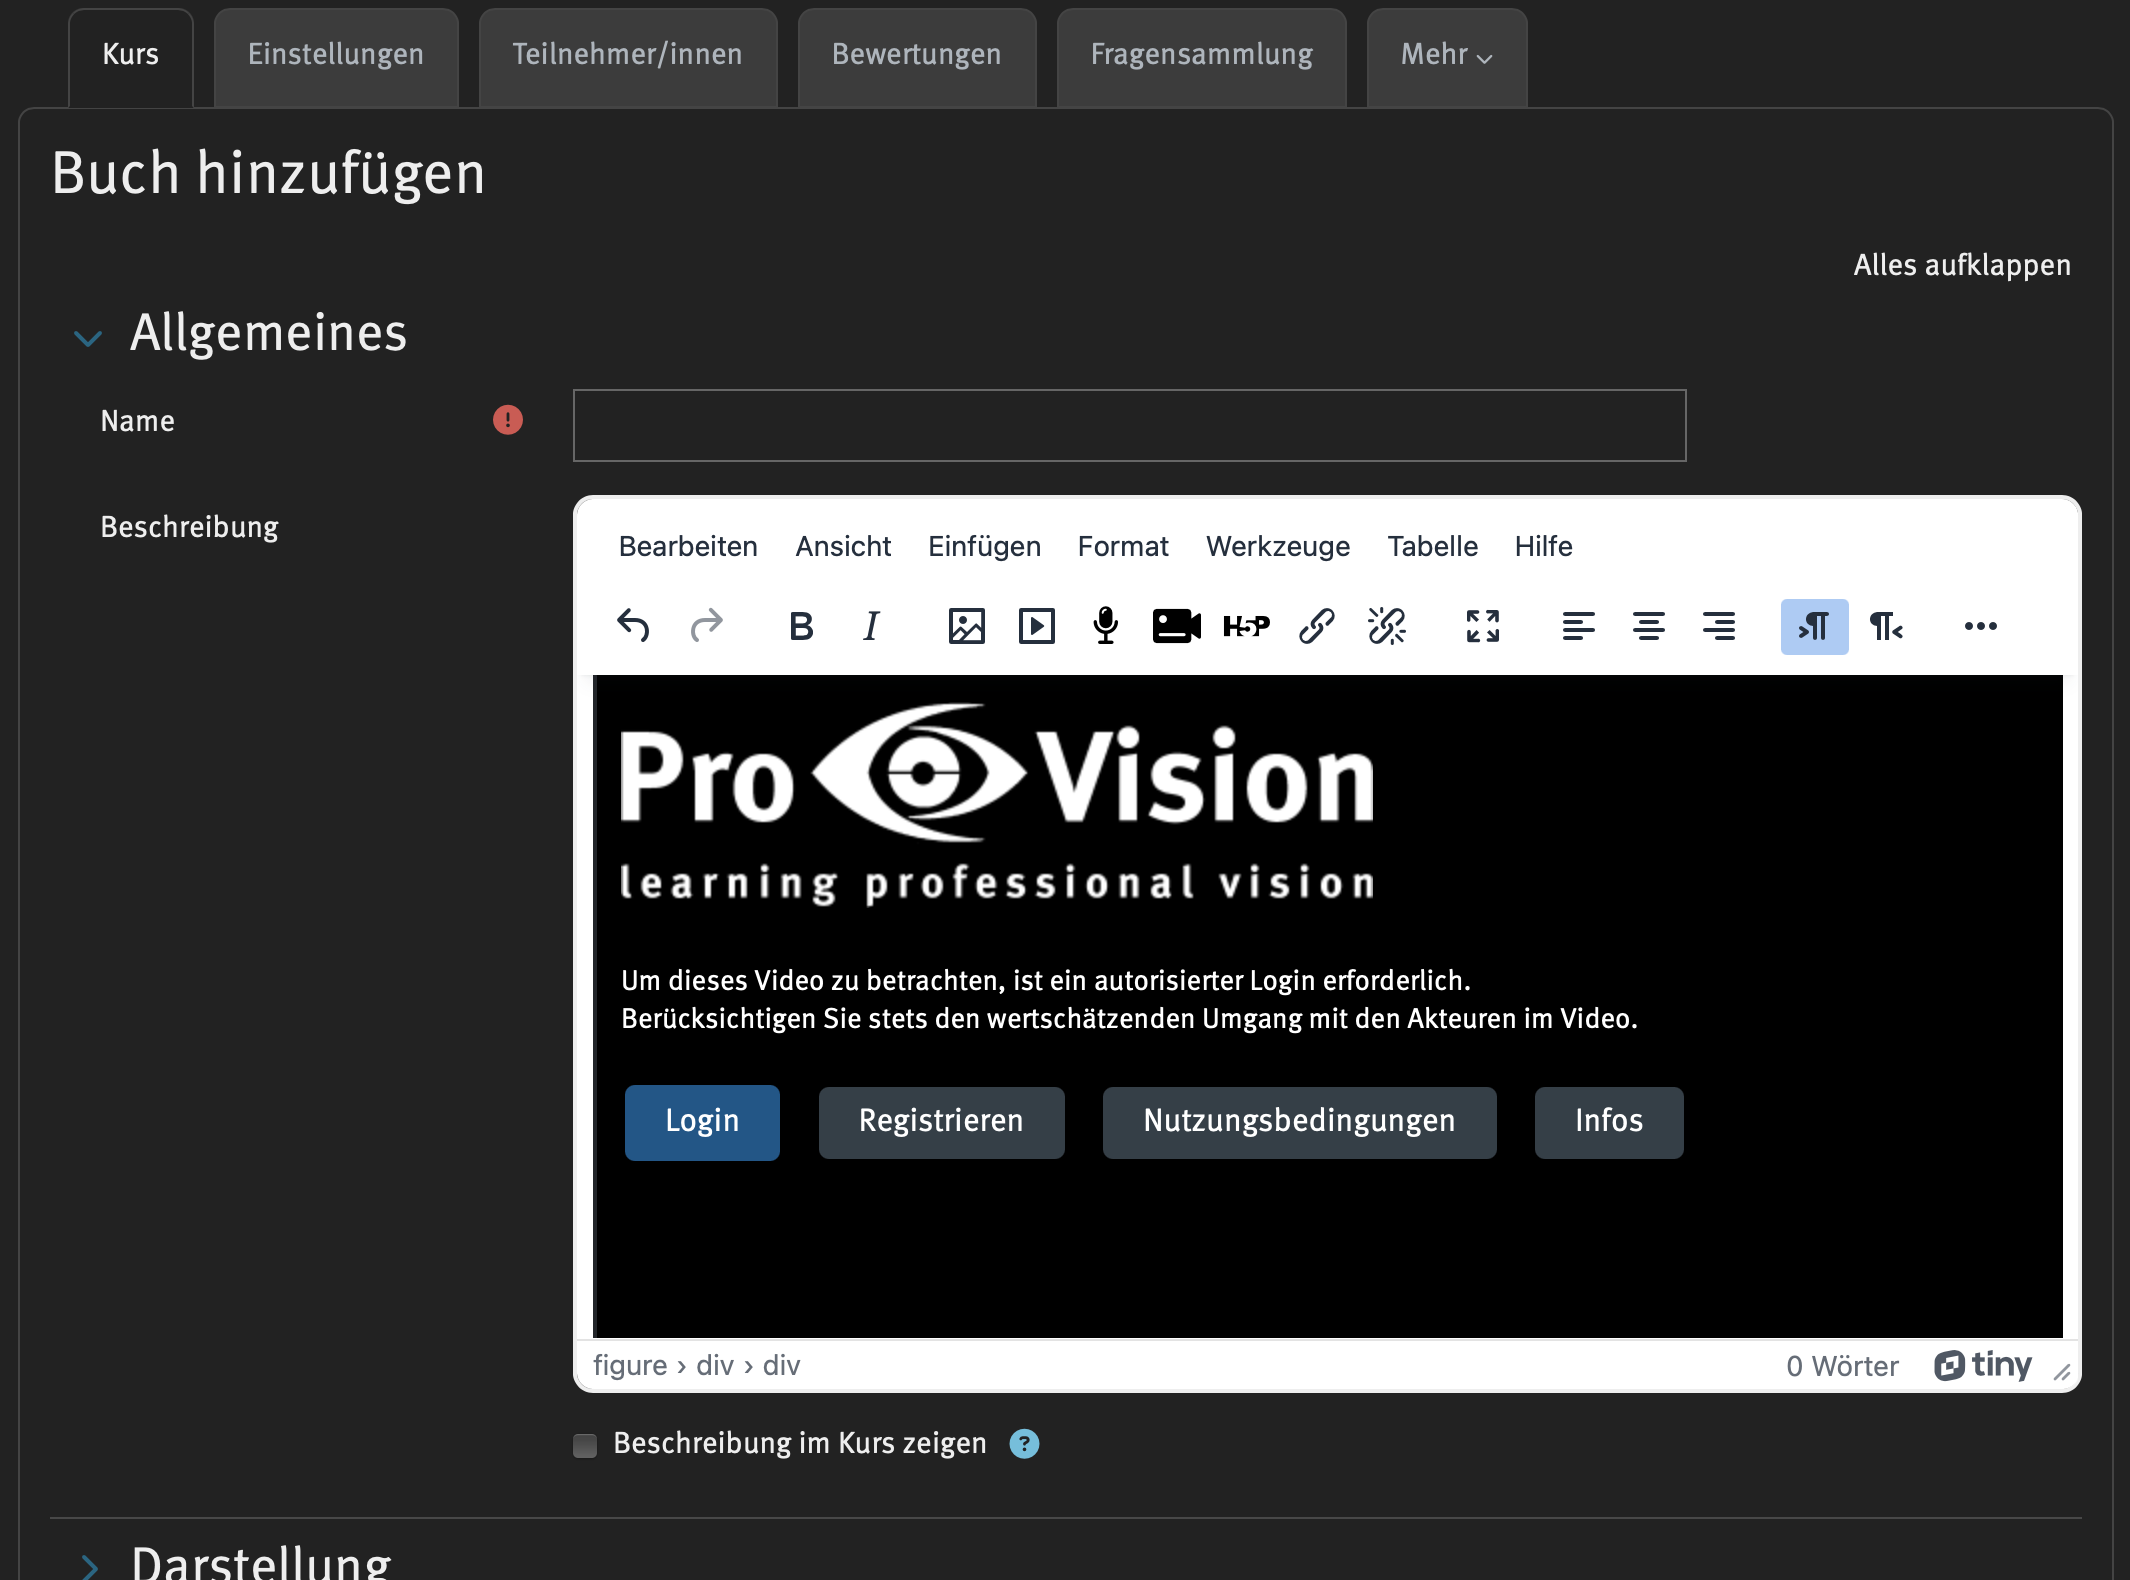 Kurs Einstellungen Teilnehmer/innen Bewertungen Fragensammlung Mehr
Buch hinzufügen
Alles aufklappen
Allgemeines
Name
Beschreibung
Bearbeiten Ansicht Einfügen Format Werkzeuge Tabelle Hilfe
B I H5P
Pro Vision
learning professional vision
Um dieses Video zu betrachten, ist ein autorisierter Login erforderlich.
Berücksichtigen Sie stets den wertschätzenden Umgang mit den Akteuren im Video.
Login Registrieren Nutzungsbedingungen Infos
figure › div › div 0 Wörter tiny
Beschreibung im Kurs zeigen
Darstellung